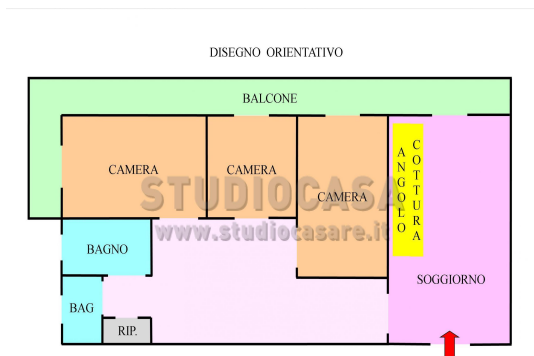 DISEGNO ORIENTATIVO
BALCONE
CAMERA
CAMERA
CAMERA
ANGOLO
COTTURA
STUDIOCASA
www.studiocasare.it
BAGNO
SOGGIORNO
BAG
RIP.